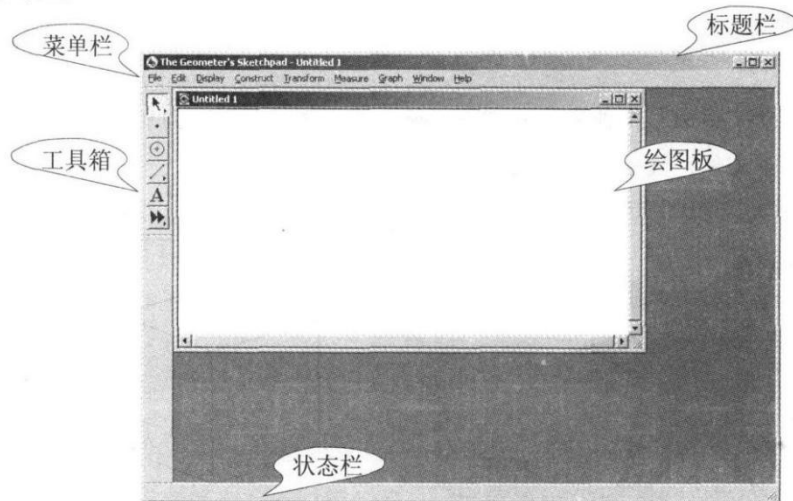 标题栏
菜单栏
The Geometer's Sketchpad - Untitled 1
File Edit Display Construct Transform Measure Graph Window Help
Untitled 1
工具箱
绘图板
A
状态栏